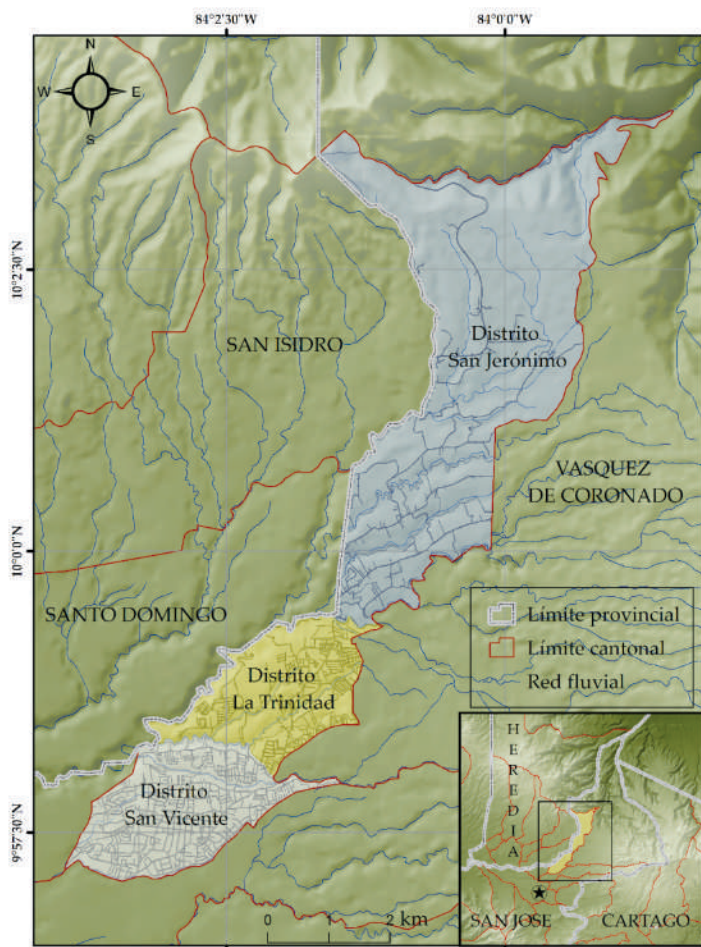 84°2'30"W
84°0'0"W
N
W
E
S
10°2'30"N
SAN ISIDRO
Distrito
San Jerónimo
VASQUEZ
DE CORONADO
10°0'0"N
SANTO DOMINGO
Límite provincial
Límite cantonal
Red fluvial
Distrito
La Trinidad
HEREDIA
Distrito
San Vicente
9°57'30"N
0 1 2 km
SAN JOSE
CARTAGO